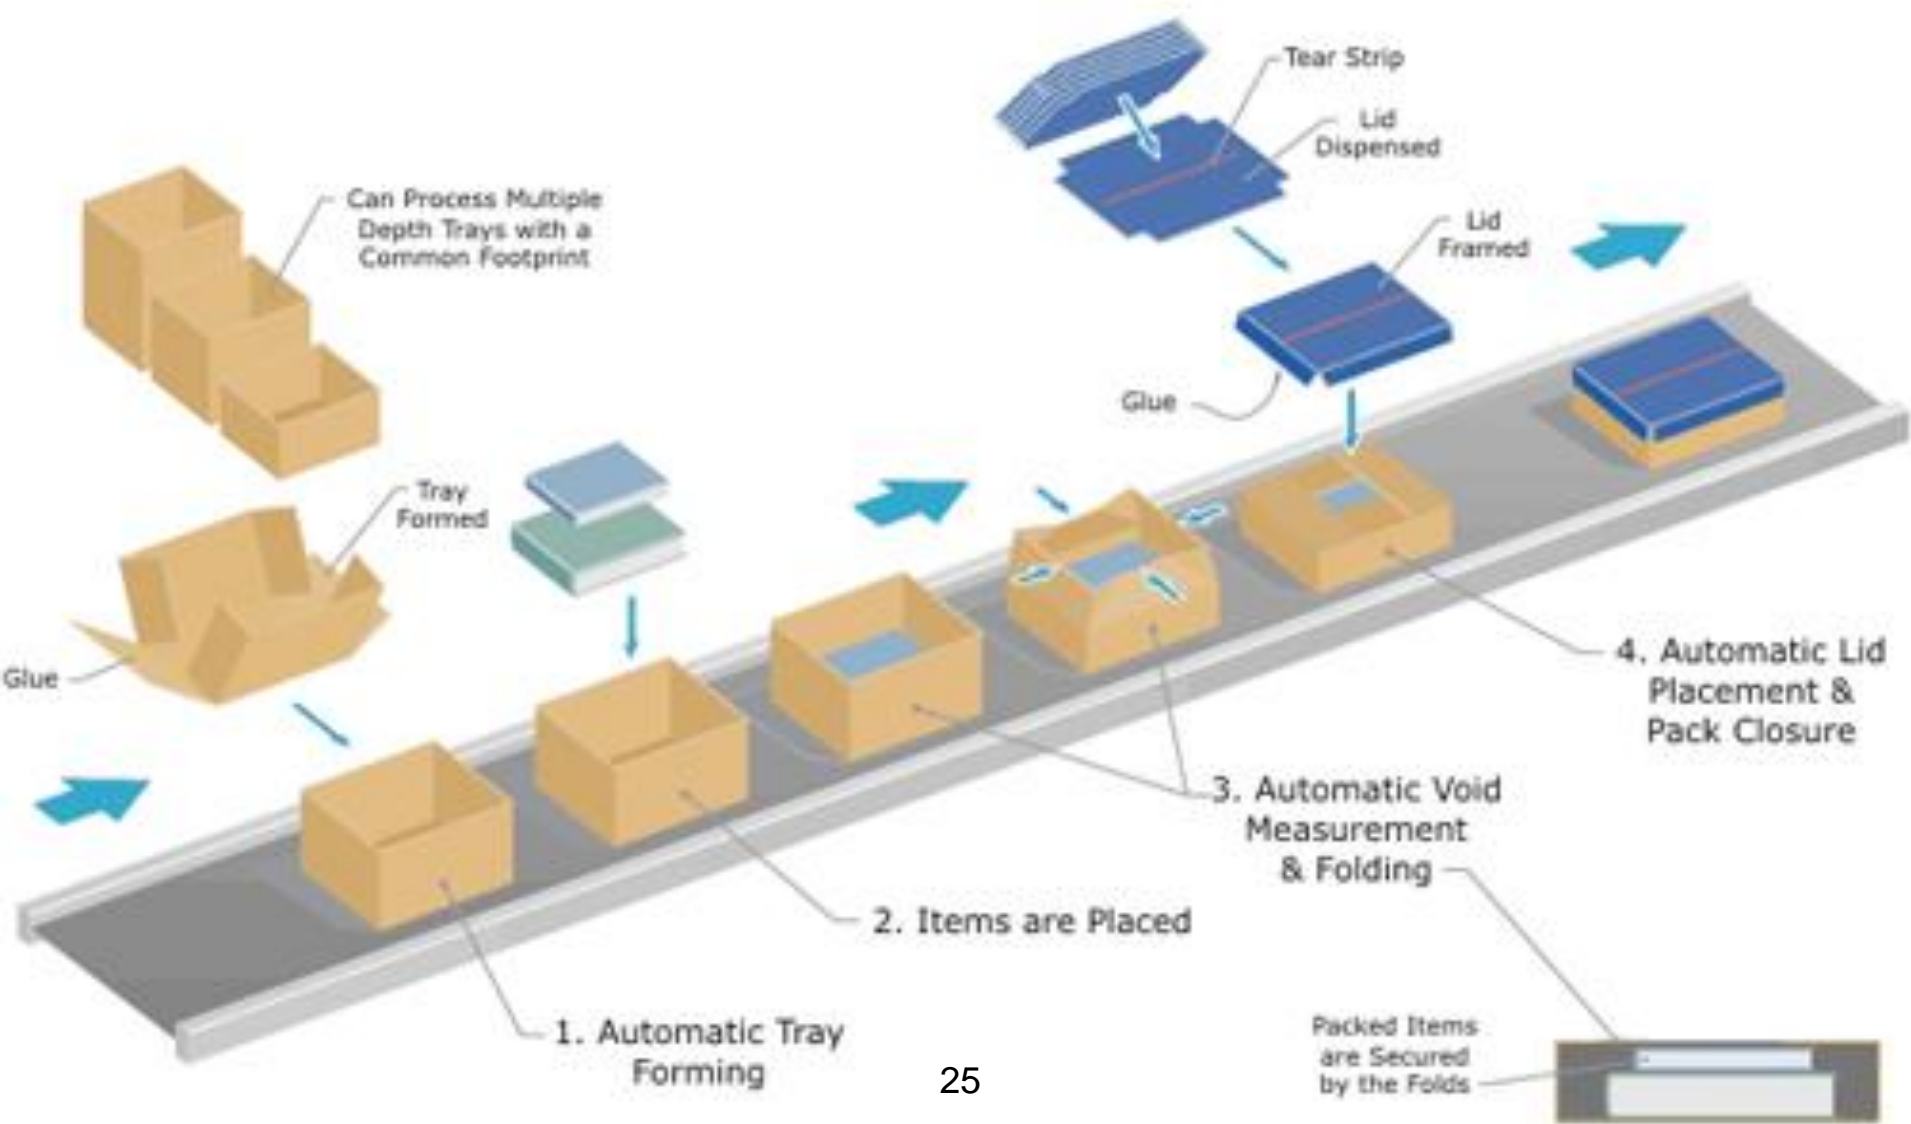 Tear Strip
Lid
Dispensed
Can Process Multiple
Depth Trays with a
Common Footprint
Lid
Framed
Glue
Tray
Formed
Glue
4. Automatic Lid
Placement &
Pack Closure
3. Automatic Void
Measurement
& Folding
2. Items are Placed
1. Automatic Tray
Forming
Packed Items
are Secured
by the Folds
25